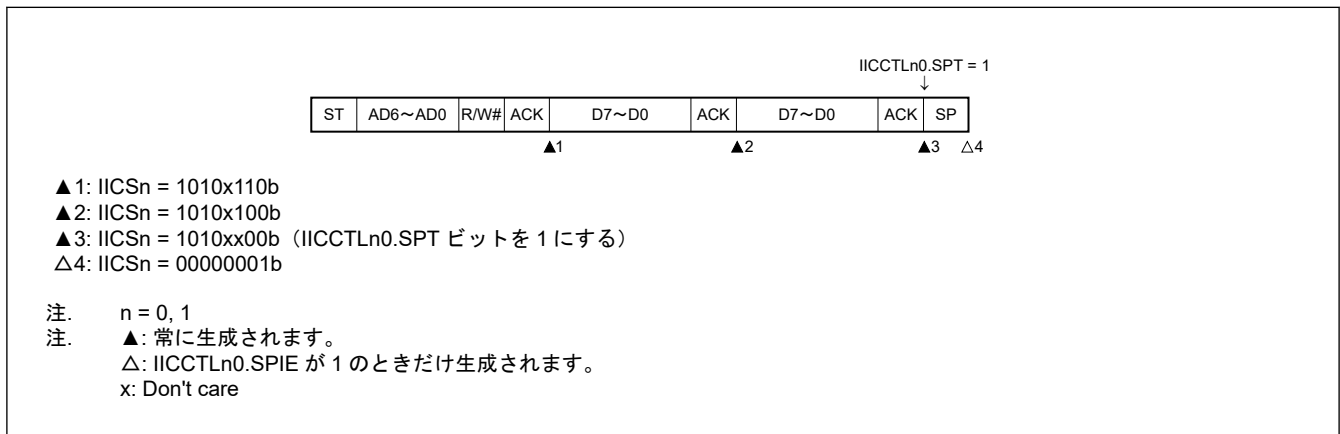 IICCTLn0.SPT = 1
↓
ST AD6～AD0 R/W# ACK D7～D0 ACK D7～D0 ACK SP
▲1 ▲2 ▲3 △4
▲1: IICSn = 1010x110b
▲2: IICSn = 1010x100b
▲3: IICSn = 1010xx00b（IICCTLn0.SPT ビットを 1 にする）
△4: IICSn = 00000001b
注. n = 0, 1
注. ▲: 常に生成されます。
△: IICCTLn0.SPIE が 1 のときだけ生成されます。
x: Don't care